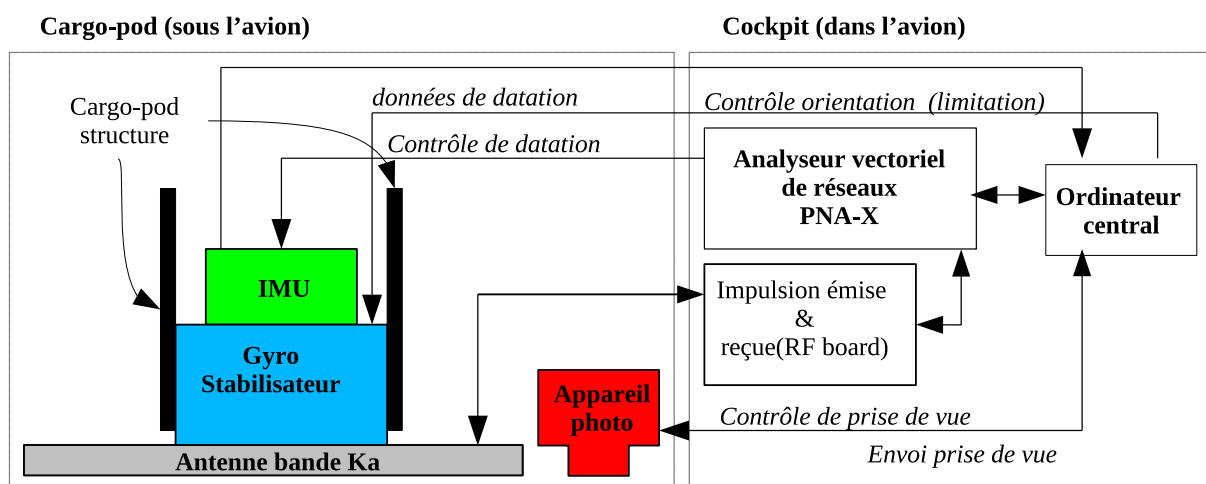 Cargo-pod (sous l’avion)
Cockpit (dans l’avion)
Cargo-pod
structure
données de datation
Contrôle orientation (limitation)
Contrôle de datation
Analyseur vectoriel
de réseaux
PNA-X
Ordinateur
central
IMU
Impulsion émise
&
reçue(RF board)
Gyro
Stabilisateur
Appareil
photo
Contrôle de prise de vue
Envoi prise de vue
Antenne bande Ka